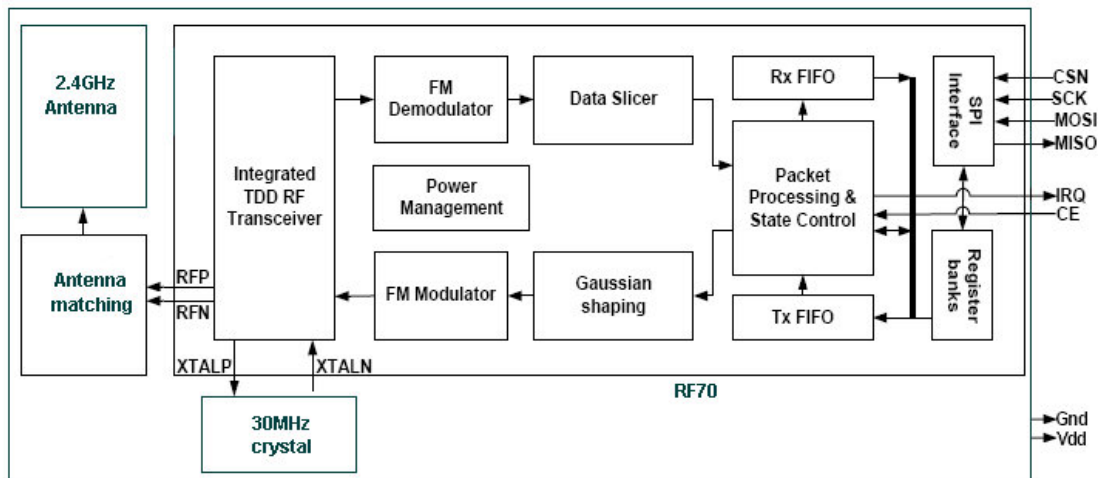 2.4GHz
Antenna
Antenna
matching
RFP
RFN
XTALP
XTALN
30MHz
crystal
Integrated
TDD RF
Transceiver
FM
Demodulator
Data Slicer
Power
Management
FM Modulator
Gaussian
shaping
Rx FIFO
Packet
Processing &
State Control
Tx FIFO
SPI
Interface
Register
banks
CSN
SCK
MOSI
MISO
IRQ
CE
RF70
Gnd
Vdd